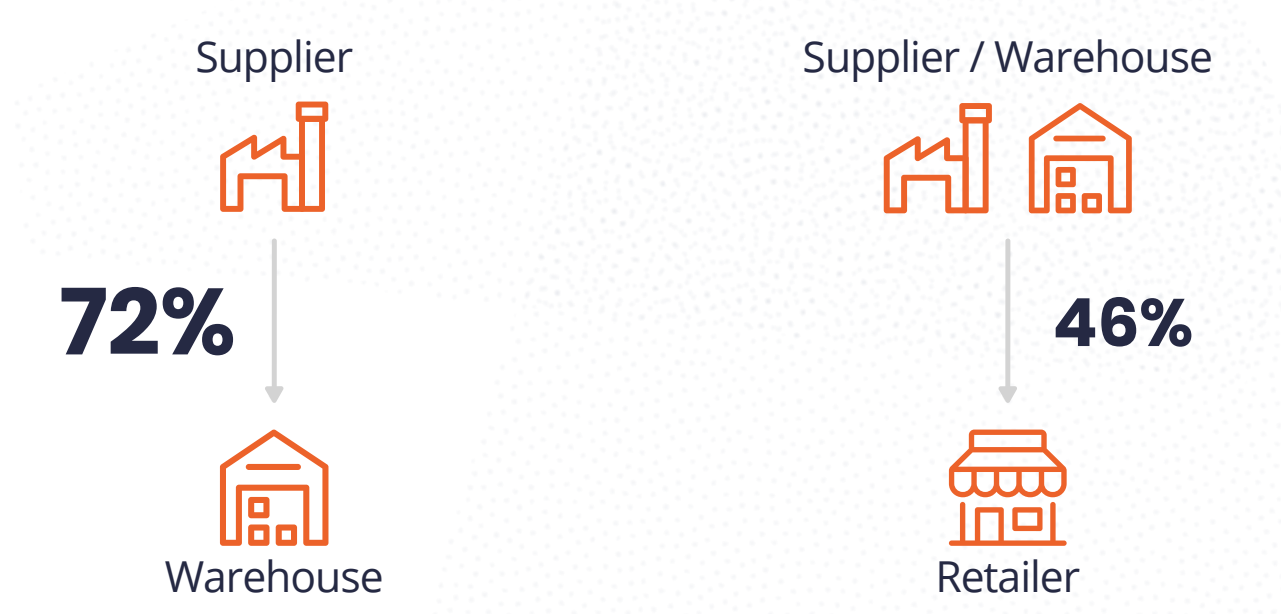 Supplier
72%
Warehouse
Supplier / Warehouse
46%
Retailer